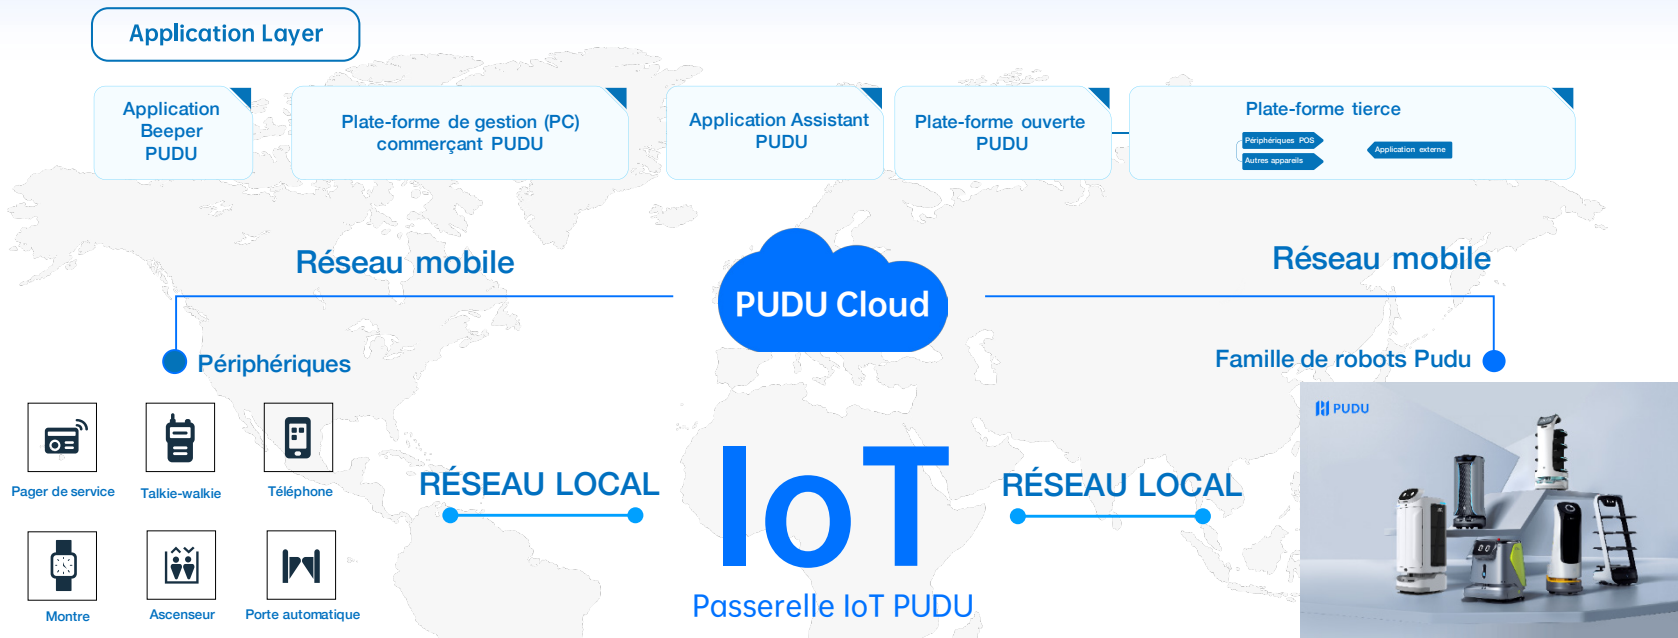 Application Layer
Application
Beeper
PUDU
Plate-forme de gestion (PC)
commerçant PUDU
Application Assistant
PUDU
Plate-forme ouverte
PUDU
Plate-forme tierce
Périphériques POS
Autres appareils
Application externe
Réseau mobile
PUDU Cloud
Réseau mobile
Périphériques
Famille de robots Pudu
PUDU
Pager de service
Talkie-walkie
Téléphone
RÉSEAU LOCAL
IoT
RÉSEAU LOCAL
Montre
Ascenseur
Porte automatique
Passerelle IoT PUDU